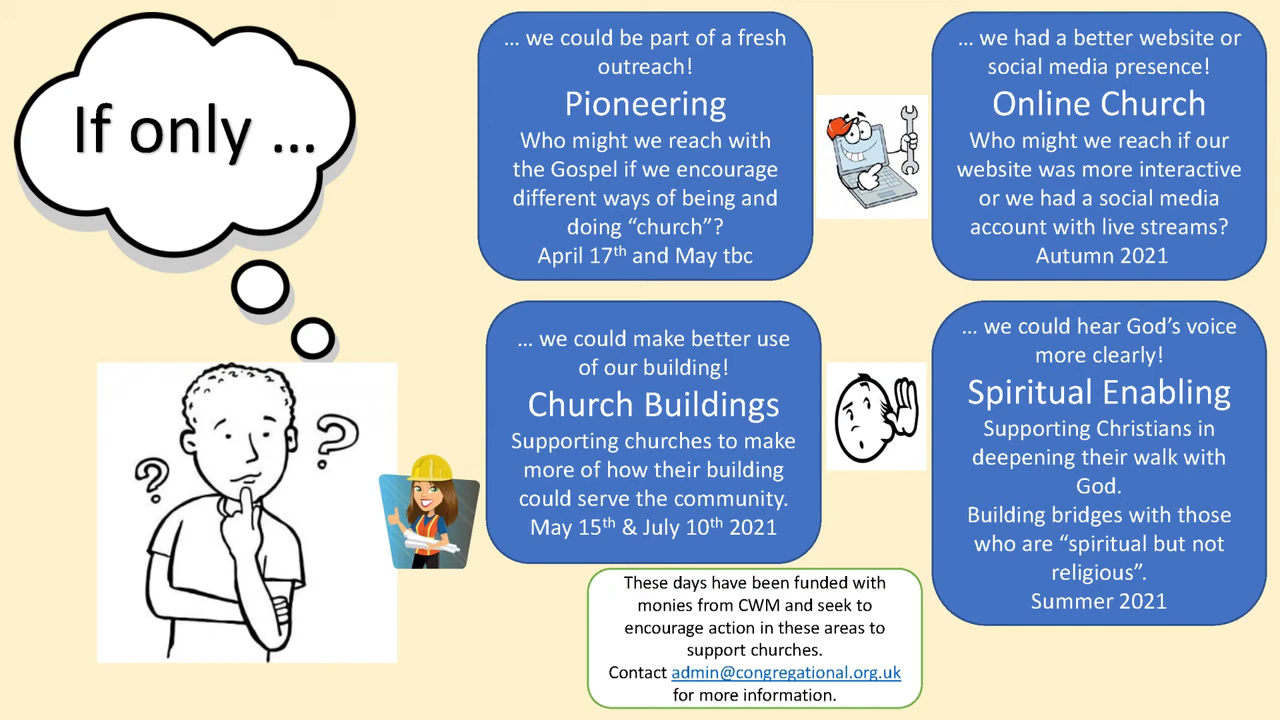 If only ...
... we could be part of a fresh
outreach!
Pioneering
Who might we reach with
the Gospel if we encourage
different ways of being and
doing “church”?
April 17th and May tbc
... we had a better website or
social media presence!
Online Church
Who might we reach if our
website was more interactive
or we had a social media
account with live streams?
Autumn 2021
... we could make better use
of our building!
Church Buildings
Supporting churches to make
more of how their building
could serve the community.
May 15th & July 10th 2021
... we could hear God’s voice
more clearly!
Spiritual Enabling
Supporting Christians in
deepening their walk with
God.
Building bridges with those
who are “spiritual but not
religious”.
Summer 2021
These days have been funded with
monies from CWM and seek to
encourage action in these areas to
support churches.
Contact admin@congregational.org.uk
for more information.
? ?